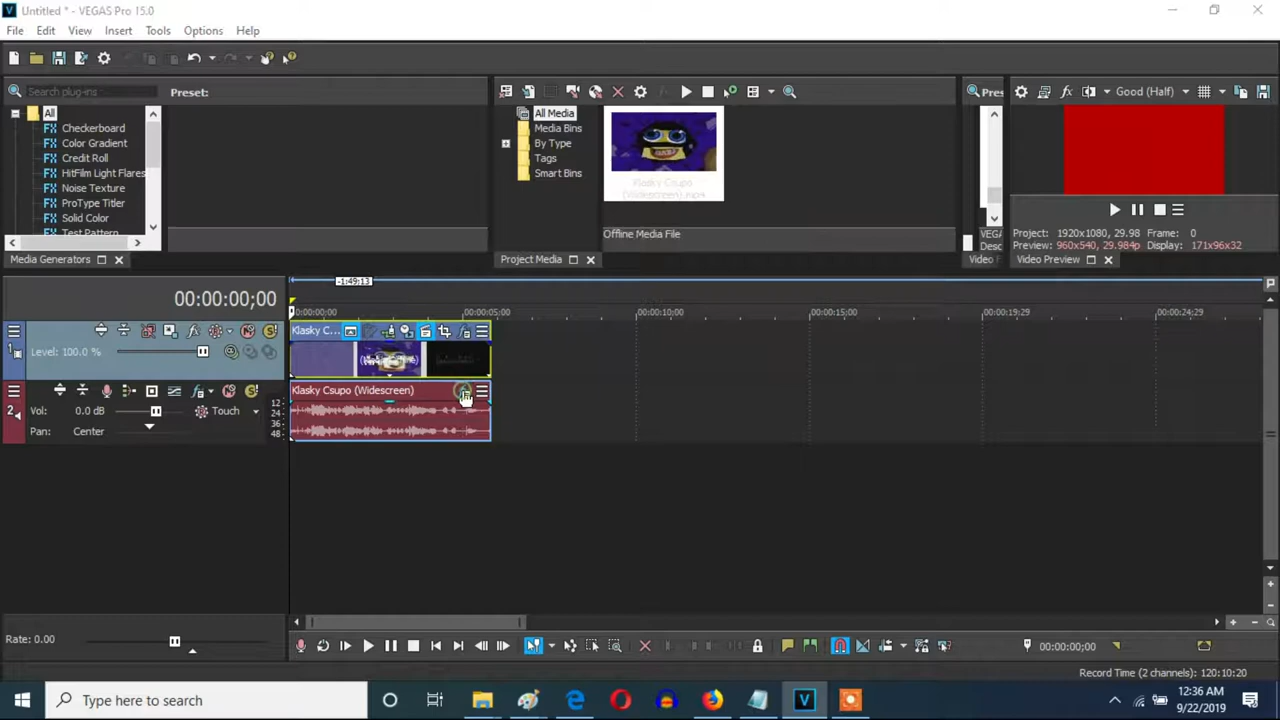 Untitled * - VEGAS Pro 15.0
File Edit View Insert Tools Options Help
Search plug-ins
Preset:
Good (Half)
All
Checkerboard
Color Gradient
Credit Roll
HitFilm Light Flares
Noise Texture
ProType Titler
Solid Color
Test Pattern
Media Generators
All Media
Media Bins
By Type
Tags
Smart Bins
Klasky Csupo
(Widescreen).mp4
Offline Media File
Project Media
Pres
VEG
Desc
Video F
Project: 1920x1080, 29.98 Frame: 0
Preview: 960x540, 29.984p Display: 171x96x32
Video Preview
-1:49:13
00:00:00;00
00:00:00;00 00:00:05;00 00:00:10;00 00:00:15;00 00:00:19;29 00:00:24;29
1
Level: 100.0 %
Klasky C...
2
Vol: 0.0 dB Touch
Pan: Center
12
24
36
48
Klasky Csupo (Widescreen)
Rate: 0.00
00:00:00;00
Record Time (2 channels): 120:10:20
Type here to search
12:36 AM
9/22/2019